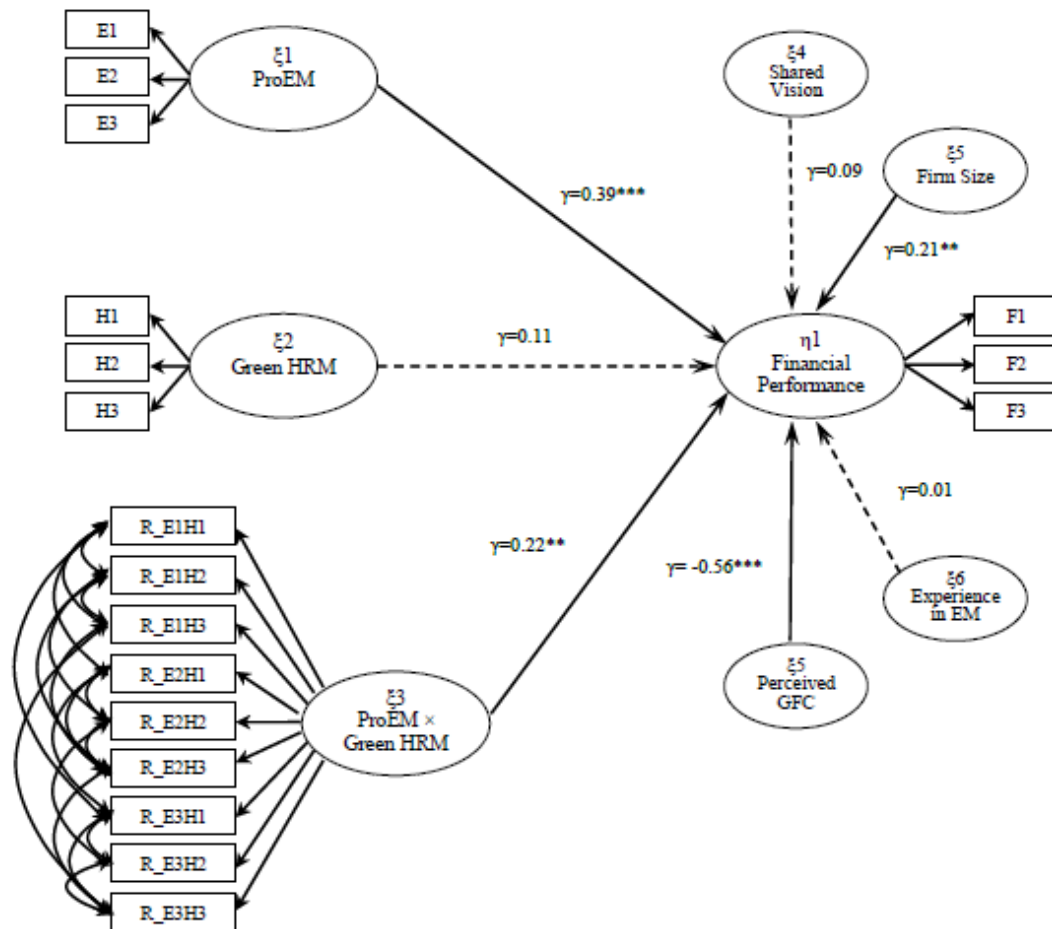 E1
E2
E3
ξ1
ProEM
ξ4
Shared
Vision
ξ5
Firm Size
γ=0.39***
γ=0.09
γ=0.21**
H1
H2
H3
ξ2
Green HRM
γ=0.11
η1
Financial
Performance
F1
F2
F3
R_E1H1
R_E1H2
R_E1H3
R_E2H1
R_E2H2
R_E2H3
R_E3H1
R_E3H2
R_E3H3
ξ3
ProEM ×
Green HRM
γ=0.22**
γ= -0.56***
γ=0.01
ξ5
Perceived
GFC
ξ6
Experience
in EM